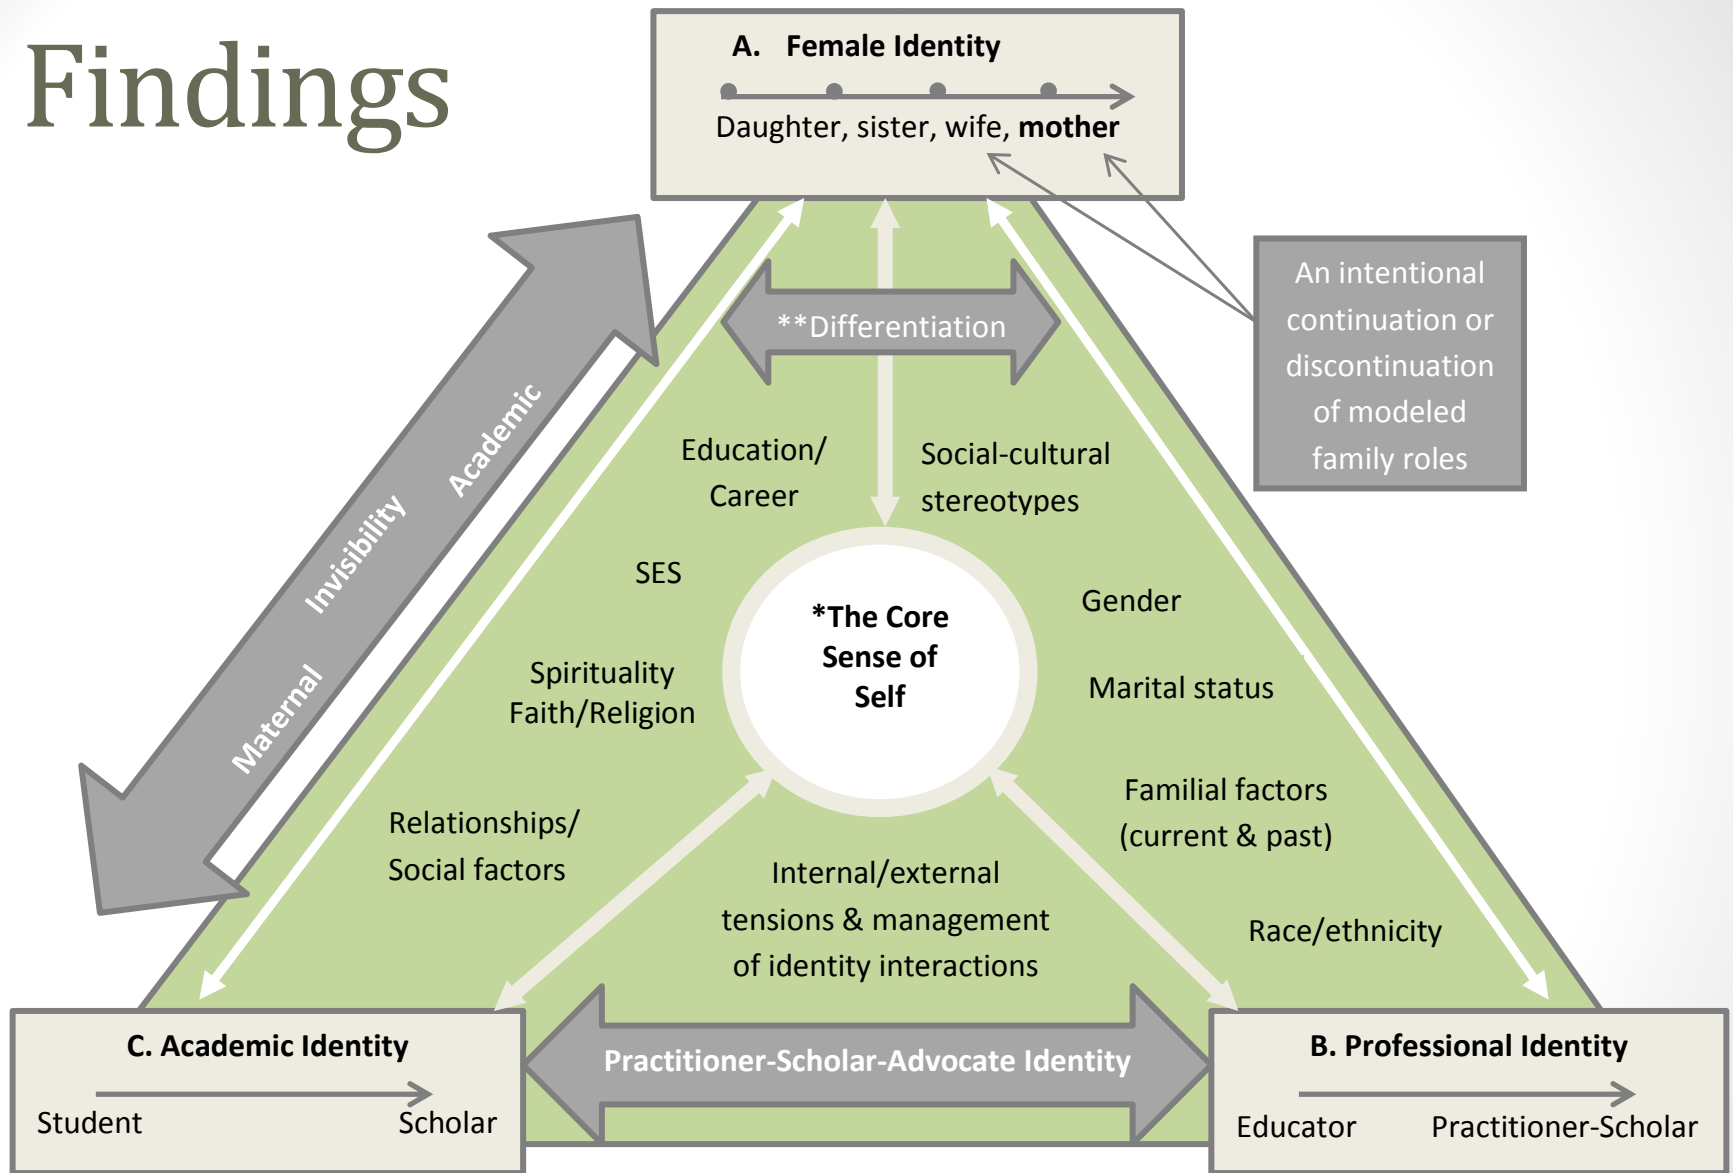 Findings
A. Female Identity
Daughter, sister, wife, mother
An intentional
continuation or
discontinuation
of modeled
family roles
**Differentiation
Academic
Invisibility
Maternal
Education/
Career
Social-cultural
stereotypes
SES
Gender
*The Core
Sense of
Self
Spirituality
Faith/Religion
Marital status
Relationships/
Social factors
Familial factors
(current & past)
Internal/external
tensions & management
of identity interactions
Race/ethnicity
C. Academic Identity
Student Scholar
Practitioner-Scholar-Advocate Identity
B. Professional Identity
Educator Practitioner-Scholar